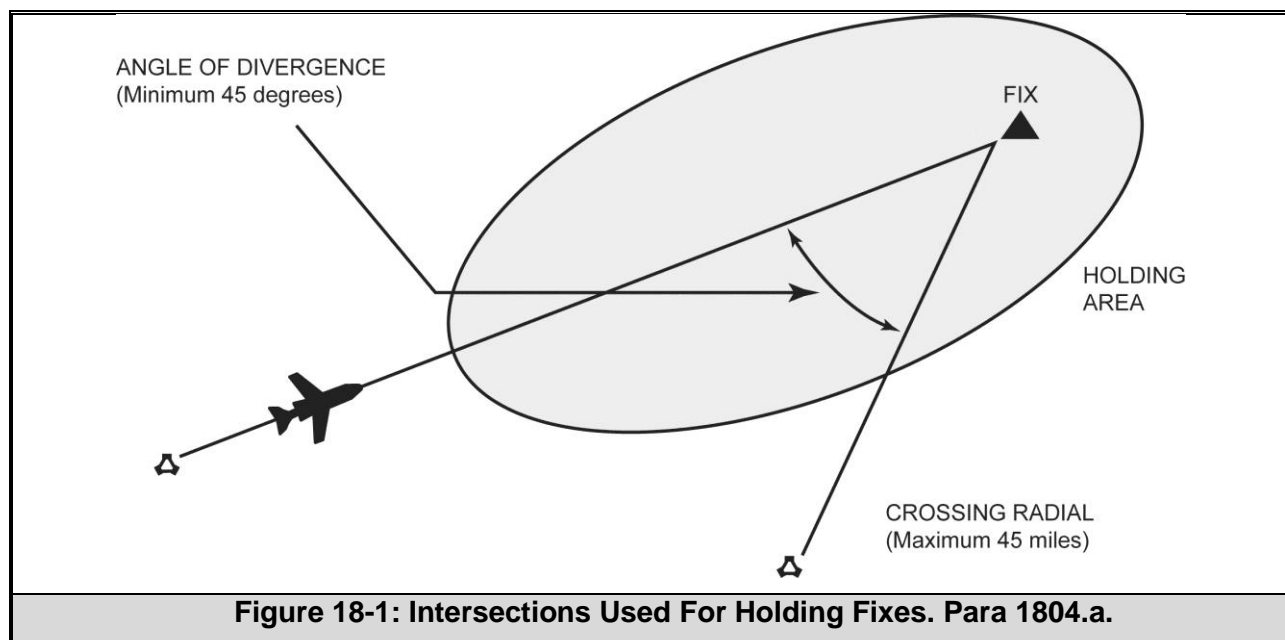 ANGLE OF DIVERGENCE
(Minimum 45 degrees)
FIX
HOLDING
AREA
CROSSING RADIAL
(Maximum 45 miles)
Figure 18-1: Intersections Used For Holding Fixes. Para 1804.a.